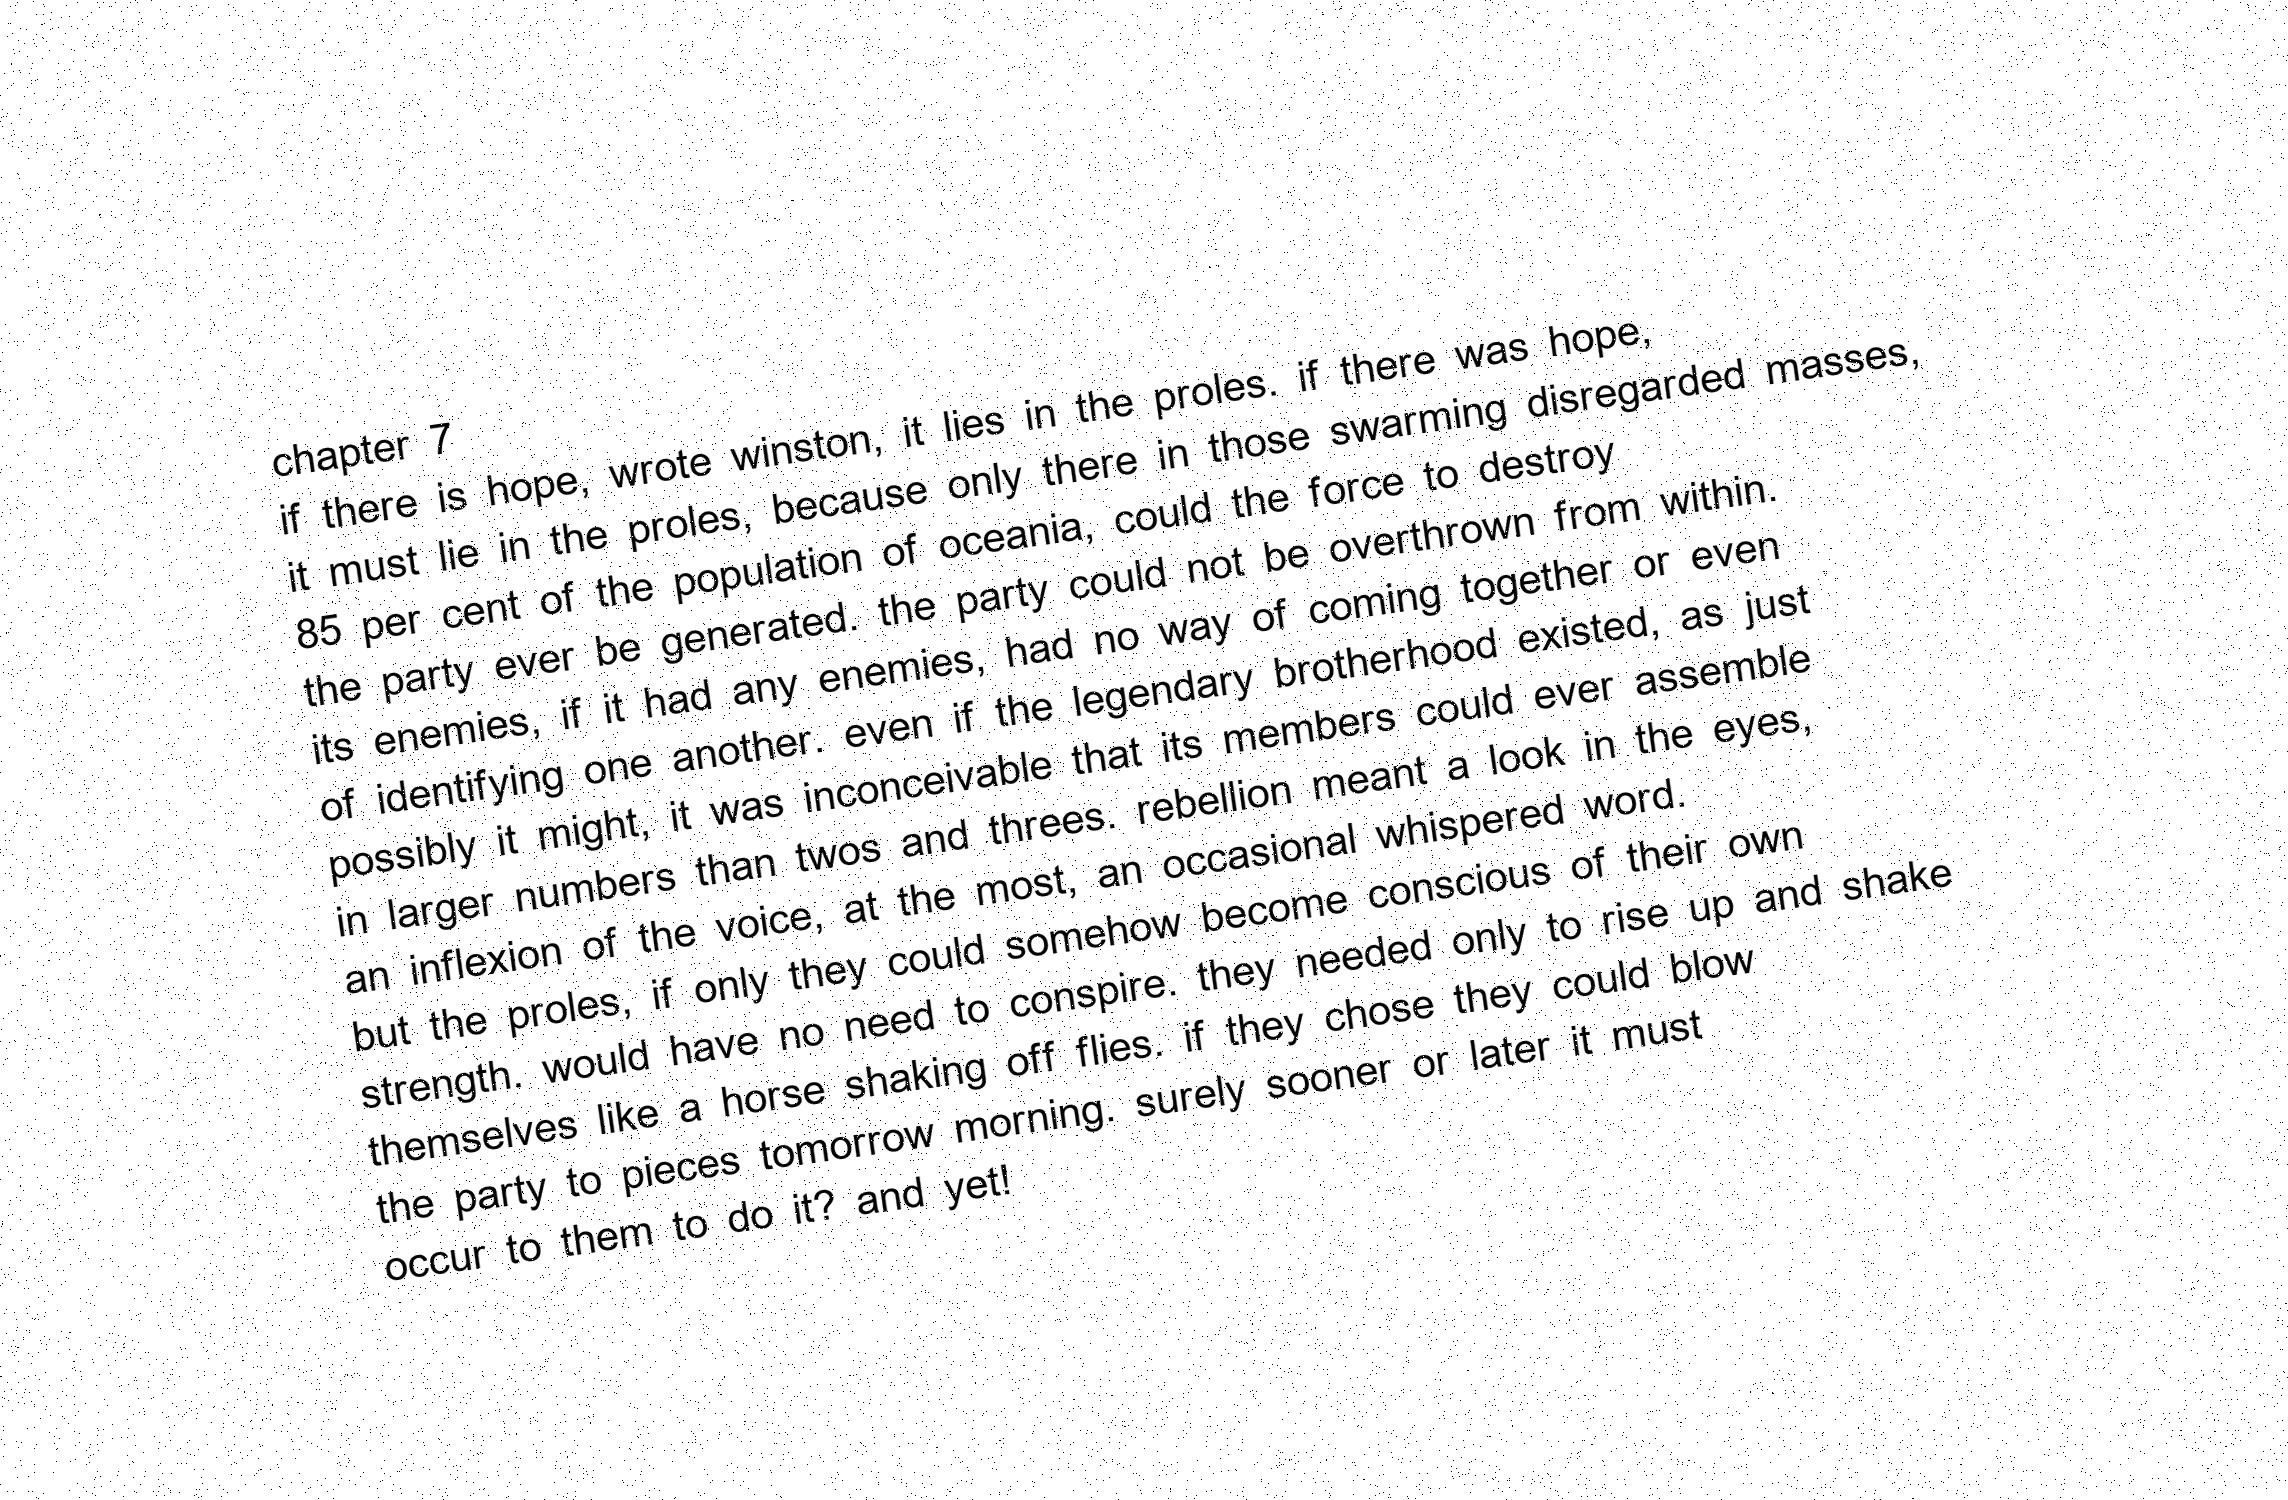 chapter 7
if there is hope, wrote winston, it lies in the proles. if there was hope,
it must lie in the proles, because only there in those swarming disregarded masses,
85 per cent of the population of oceania, could the force to destroy
the party ever be generated. the party could not be overthrown from within.
its enemies, if it had any enemies, had no way of coming together or even
of identifying one another. even if the legendary brotherhood existed, as just
possibly it might, it was inconceivable that its members could ever assemble
in larger numbers than twos and threes. rebellion meant a look in the eyes,
an inflexion of the voice, at the most, an occasional whispered word.
but the proles, if only they could somehow become conscious of their own
strength. would have no need to conspire. they needed only to rise up and shake
themselves like a horse shaking off flies. if they chose they could blow
the party to pieces tomorrow morning. surely sooner or later it must
occur to them to do it? and yet!